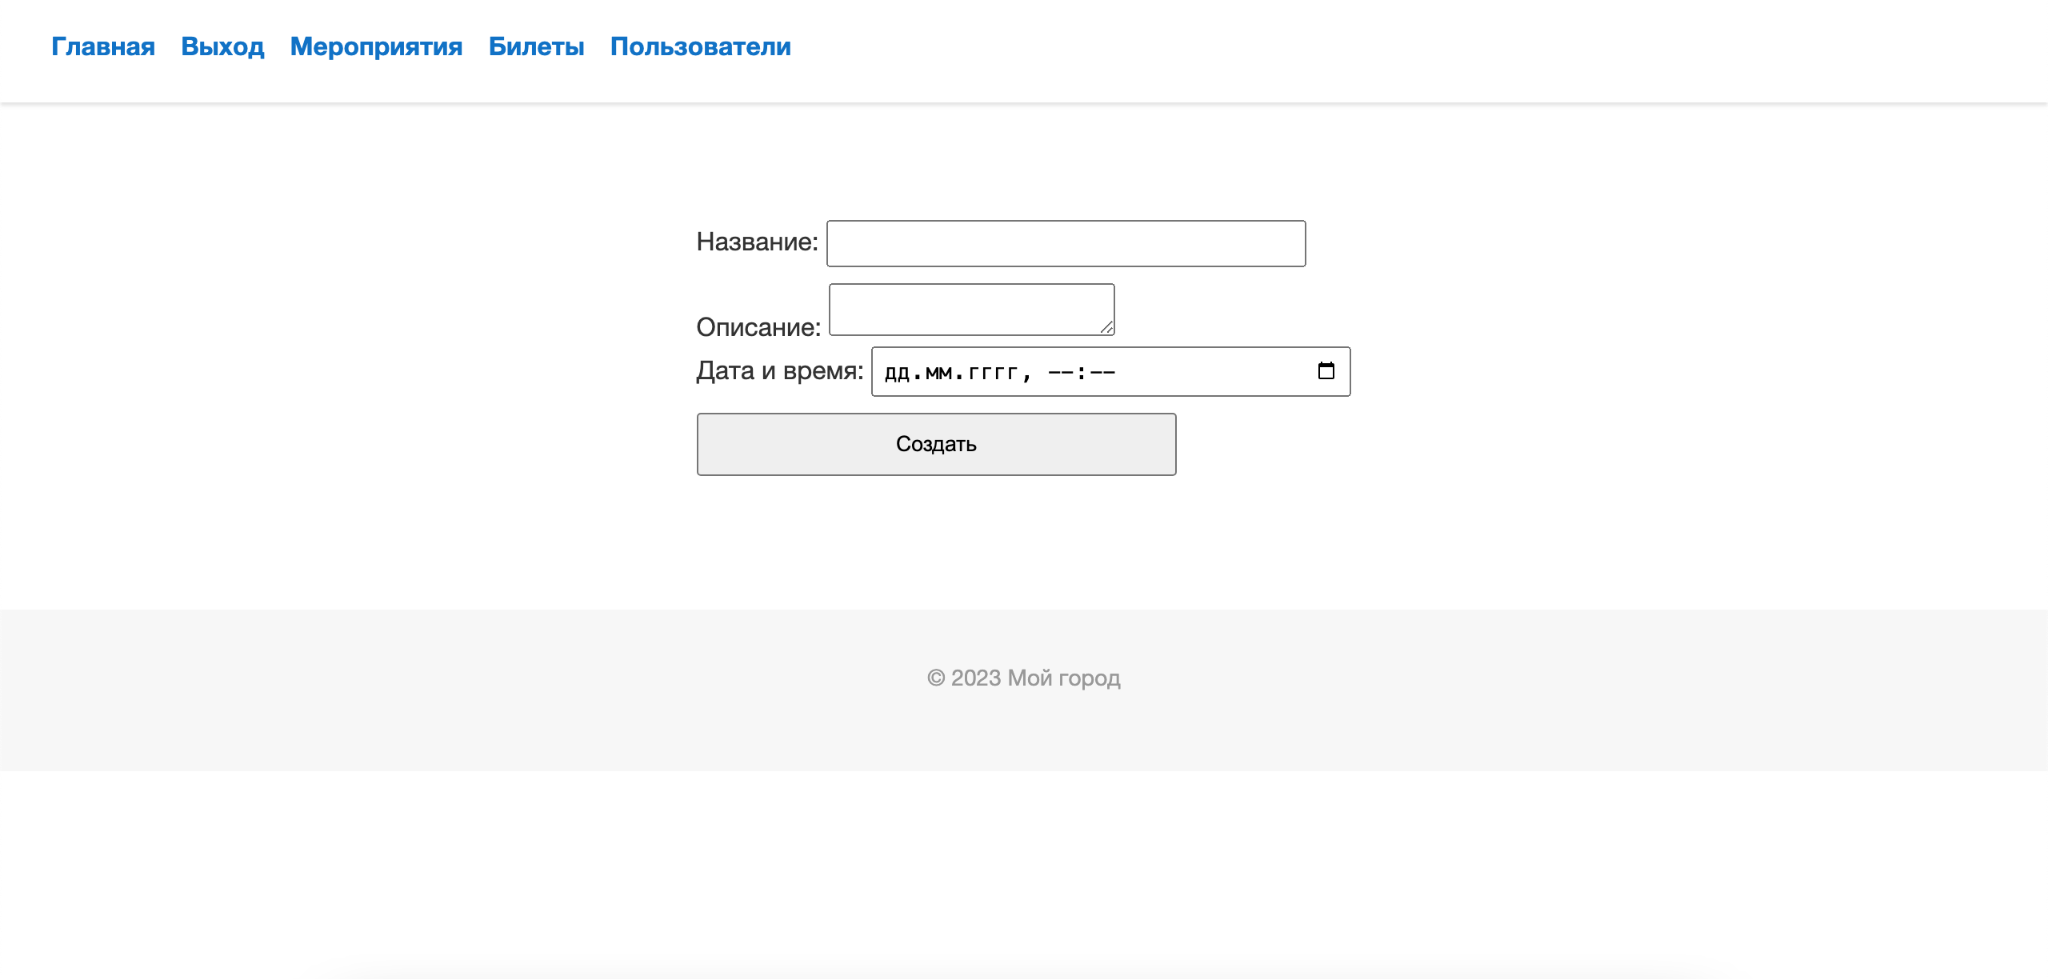 Главная Выход Мероприятия Билеты Пользователи
Название:
Описание:
Дата и время: дд.мм.гггг, --:--
Создать
© 2023 Мой город